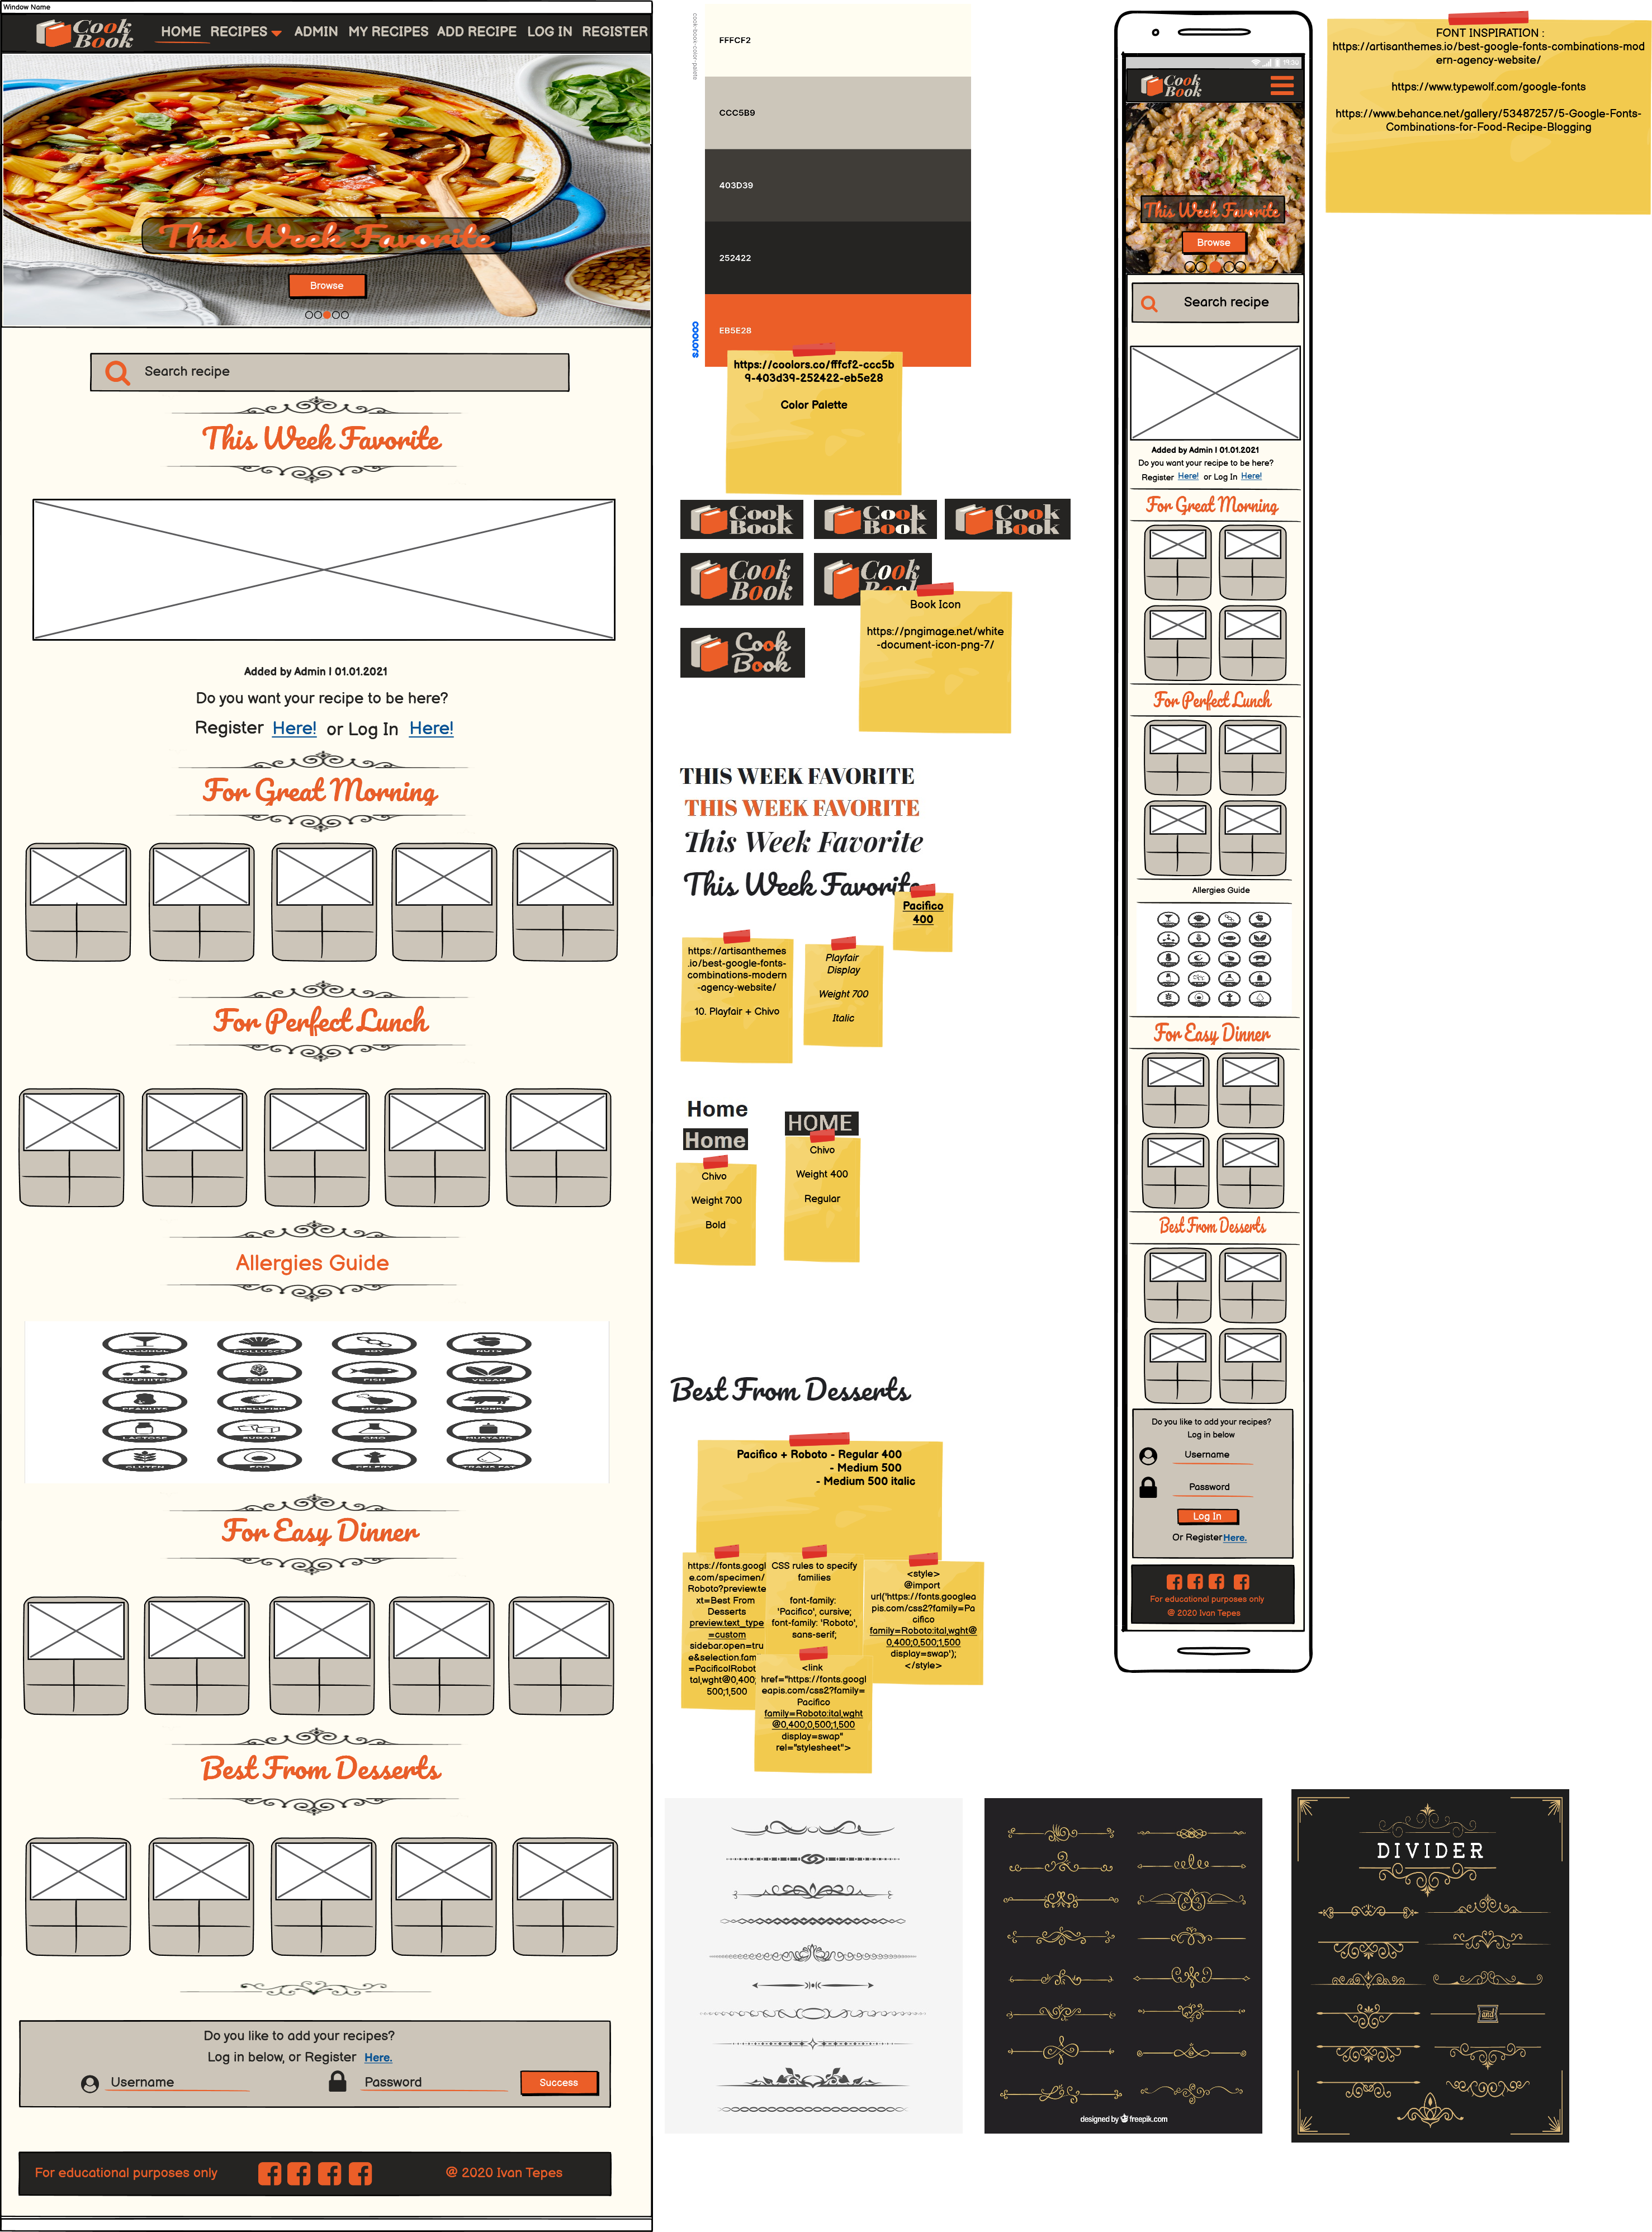 Window Name
Cook
Book
HOME RECIPES ADMIN MY RECIPES ADD RECIPE LOG IN REGISTER
This Week Favorite
Browse
Search recipe
This Week Favorite
Added by Admin I 01.01.2021
Do you want your recipe to be here?
Register Here! or Log In Here!
For Great Morning
For Perfect Lunch
Allergies Guide
ALCOHOL MOLLUSCS SOY NUTS
SULPHITES CORN FISH VEGAN
PEANUTS SHELLFISH MEAT PORK
LACTOSE SUGAR GMO MUSTARD
GLUTEN EGG CELERY TRANS FAT
For Easy Dinner
Best From Desserts
Do you like to add your recipes?
Log in below, or Register Here.
Username Password Success
For educational purposes only @ 2020 Ivan Tepes
cook-book-color-palette
FFFCF2
CCC5B9
403D39
252422
EB5E28
coolors
https://coolors.co/fffcf2-ccc5b
9-403d39-252422-eb5e28
Color Palette
Cook
Book
Cook
Book
Cook
Book
Cook
Book
Cook
Book
Cook
Book
Book Icon
https://pngimage.net/white
-document-icon-png-7/
THIS WEEK FAVORITE
THIS WEEK FAVORITE
This Week Favorite
This Week Favorite
Pacifico
400
https://artisanthemes
.io/best-google-fonts-
combinations-modern
-agency-website/
10. Playfair + Chivo
Playfair
Display
Weight 700
Italic
Home
Home
Chivo
Weight 700
Bold
HOME
Chivo
Weight 400
Regular
Best From Desserts
Pacifico + Roboto - Regular 400
- Medium 500
- Medium 500 italic
https://fonts.googl
e.com/specimen/
Roboto?preview.te
xt=Best From
Desserts
preview.text_type
=custom
sidebar.open=tru
e&selection.fam
=PacificolRobot
tal,wght@0,400;
500;1,500
CSS rules to specify
families
font-family:
'Pacifico', cursive;
font-family: 'Roboto',
sans-serif;
<style>
@import
url('https://fonts.googlea
pis.com/css2?family=Pa
cifico
family=Roboto:ital,wght@
0,400;0,500;1,500
display=swap');
</style>
<link
href="https://fonts.googl
eapis.com/css2?family=
Pacifico
family=Roboto:ital,wght
@0,400;0,500;1,500
display=swap"
rel="stylesheet">
designed by freepik.com
DIVIDER
and
19:30
Cook
Book
This Week Favorite
Browse
Search recipe
Added by Admin I 01.01.2021
Do you want your recipe to be here?
Register Here! or Log In Here!
For Great Morning
For Perfect Lunch
Allergies Guide
For Easy Dinner
Best From Desserts
Do you like to add your recipes?
Log in below
Username
Password
Log In
Or Register Here.
For educational purposes only
@ 2020 Ivan Tepes
FONT INSPIRATION :
https://artisanthemes.io/best-google-fonts-combinations-mod
ern-agency-website/
https://www.typewolf.com/google-fonts
https://www.behance.net/gallery/53487257/5-Google-Fonts-
Combinations-for-Food-Recipe-Blogging